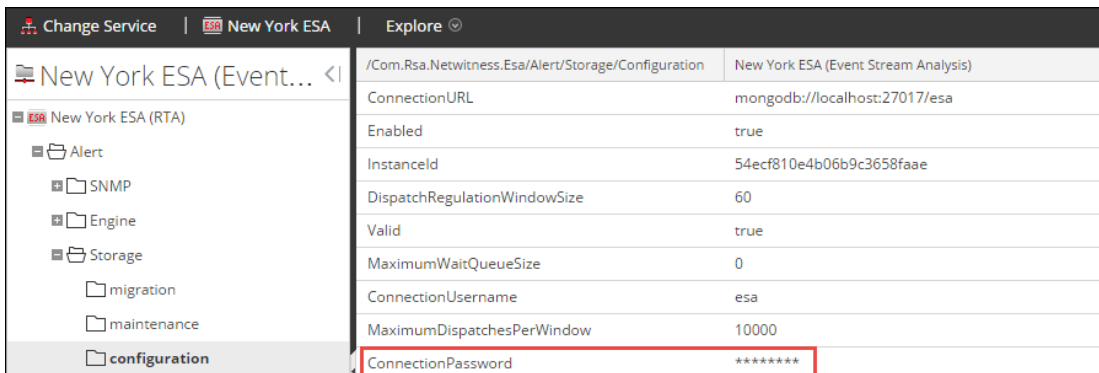 Change Service | ESA New York ESA | Explore
New York ESA (Event...
ESA New York ESA (RTA)
Alert
SNMP
Engine
Storage
migration
maintenance
configuration
/Com.Rsa.Netwitness.Esa/Alert/Storage/Configuration New York ESA (Event Stream Analysis)
ConnectionURL mongodb://localhost:27017/esa
Enabled true
InstanceId 54ecf810e4b06b9c3658faae
DispatchRegulationWindowSize 60
Valid true
MaximumWaitQueueSize 0
ConnectionUsername esa
MaximumDispatchesPerWindow 10000
ConnectionPassword ********